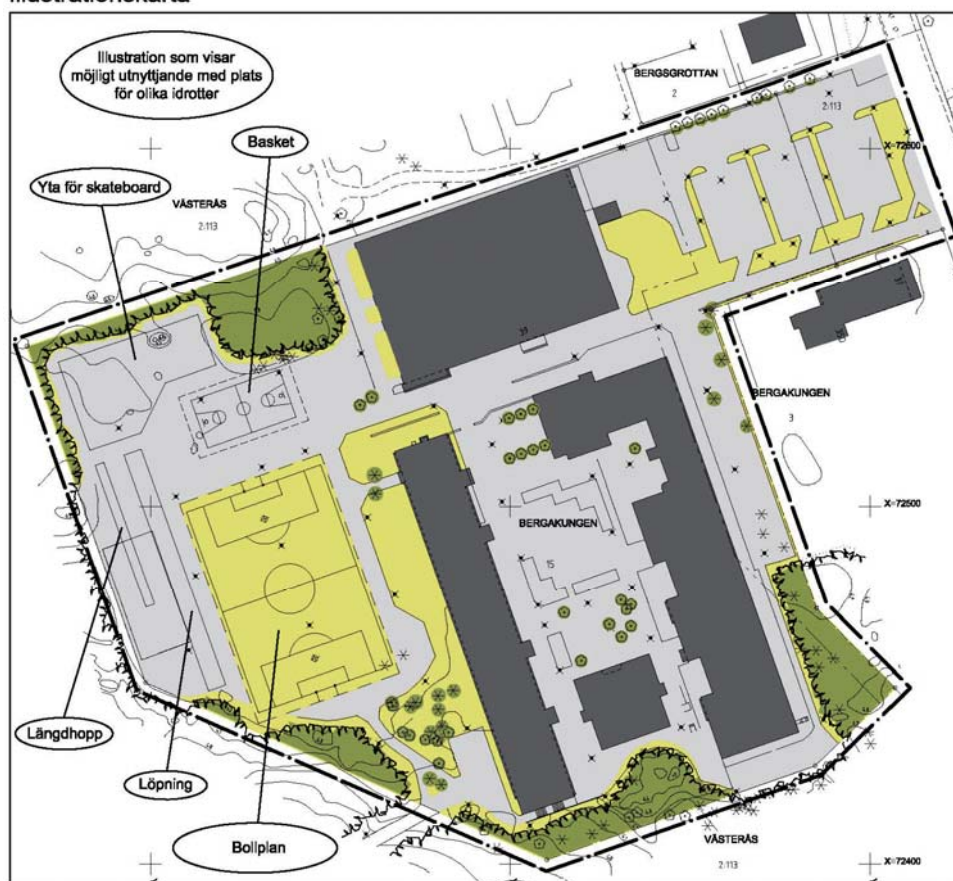 Illustrationskarta
Illustration som visar
möjligt utnyttjande med plats
för olika idrotter
BERGSGROTTAN
2
2:113
Basket
X=72600
Yta för skateboard
VÄSTERÅS
2:113
39
BERGAKUNGEN
3
X=72500
BERGAKUNGEN
15
Längdhopp
Löpning
Bollplan
VÄSTERÅS
2:113
X=72400